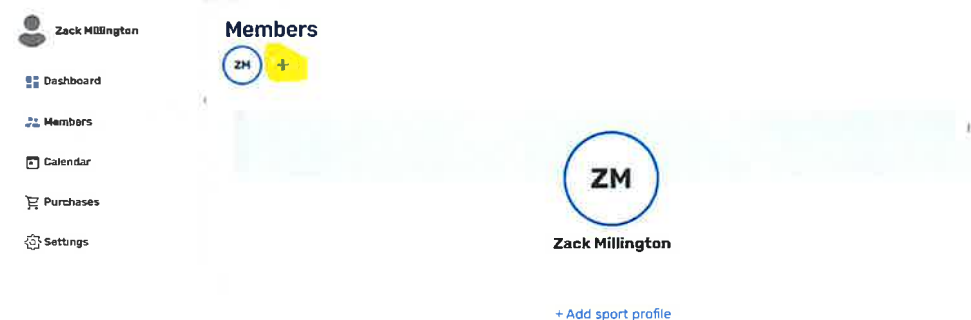 Zack Millington
Members
ZM +
Dashboard
Members
Calendar
Purchases
Settings
ZM
Zack Millington
+ Add sport profile